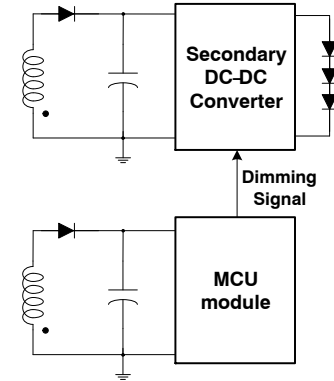 Secondary
DC–DC
Converter
Dimming
Signal
MCU
module